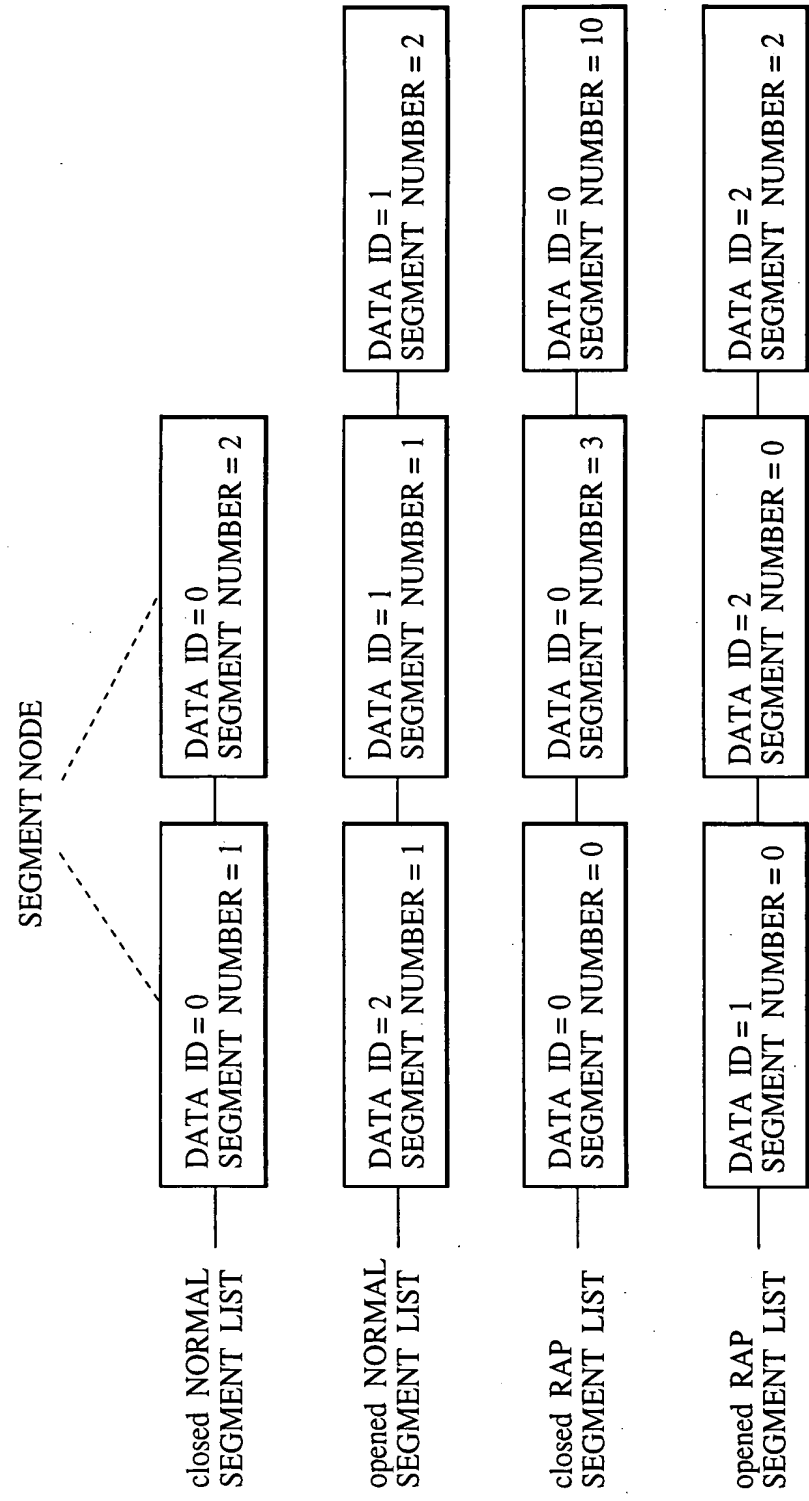 SEGMENT NODE
closed NORMAL
SEGMENT LIST
DATA ID = 0
SEGMENT NUMBER = 1
DATA ID = 0
SEGMENT NUMBER = 2
opened NORMAL
SEGMENT LIST
DATA ID = 2
SEGMENT NUMBER = 1
DATA ID = 1
SEGMENT NUMBER = 1
DATA ID = 1
SEGMENT NUMBER = 2
closed RAP
SEGMENT LIST
DATA ID = 0
SEGMENT NUMBER = 0
DATA ID = 0
SEGMENT NUMBER = 3
DATA ID = 0
SEGMENT NUMBER = 10
opened RAP
SEGMENT LIST
DATA ID = 1
SEGMENT NUMBER = 0
DATA ID = 2
SEGMENT NUMBER = 0
DATA ID = 2
SEGMENT NUMBER = 2